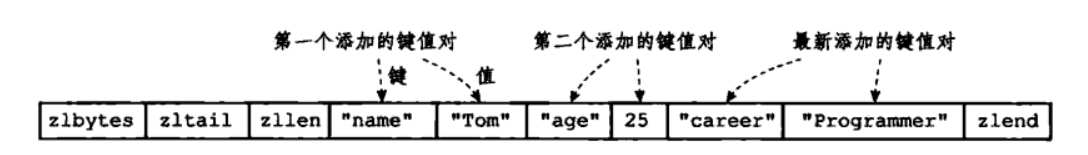 第一个添加的键值对 第二个添加的键值对 最新添加的键值对
键 值
zlbytes zltail zllen "name" "Tom" "age" 25 "career" "Programmer" zlend